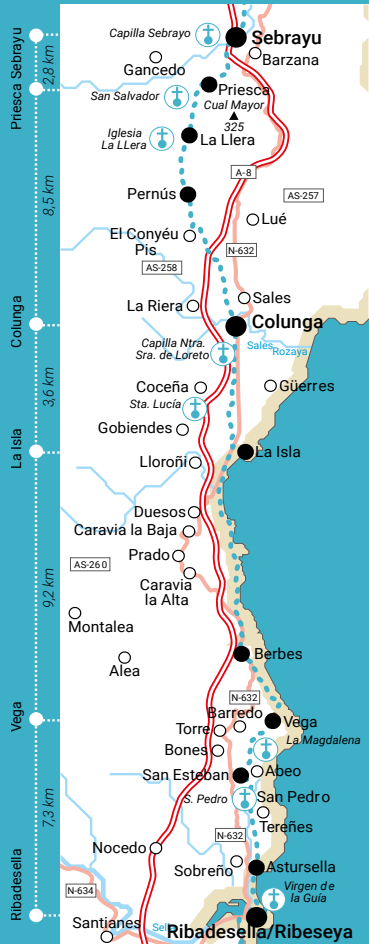 Capilla Sebrayu
Sebrayu
Barzana
Gancedo
Priesca
San Salvador
Cual Mayor
325
Iglesia
La LLera
La Llera
A-8
Pernús
AS-257
Lué
El Conyéu
Pis
N-632
AS-258
Sales
La Riera
Colunga
Capilla Ntra.
Sra. de Loreto
Sales
Rozaya
Coceña
Güerres
Sta. Lucía
Gobiendes
La Isla
Lloroñi
Duesos
Caravia la Baja
Prado
AS-260
Caravia
la Alta
Montalea
Berbes
Alea
N-632
Barredo
Vega
Torre
La Magdalena
Bones
San Esteban
Abeo
S. Pedro
San Pedro
Tereñes
N-632
Nocedo
Sobreño
Astursella
N-634
Virgen de
la Guía
Santianes
Sel
Ribadesella/Ribeseya
Priesca Sebrayu
2,8 km
8,5 km
Colunga
3,6 km
La Isla
9,2 km
Vega
7,3 km
Ribadesella